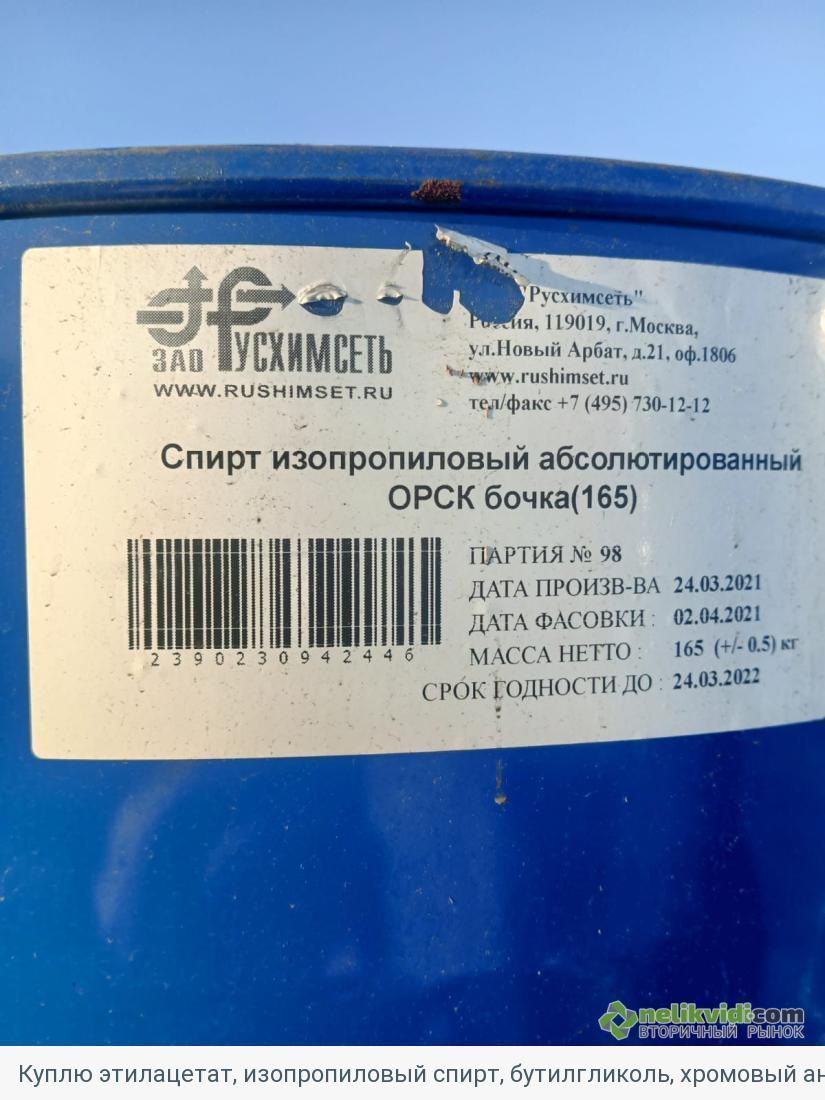 ЗАО РУСХИМСЕТЬ
WWW.RUSHIMSET.RU
Русхимсеть"
Россия, 119019, г.Москва,
ул.Новый Арбат, д.21, оф.1806
www.rushimset.ru
тел/факс +7 (495) 730-12-12
Спирт изопропиловый абсолютированный
ОРСК бочка(165)
2390230942446
ПАРТИЯ № 98
ДАТА ПРОИЗВ-ВА 24.03.2021
ДАТА ФАСОВКИ : 02.04.2021
МАССА НЕТТО : 165 (+/- 0.5) кг
СРОК ГОДНОСТИ ДО : 24.03.2022
nelikvidi.com
ВТОРИЧНЫЙ РЫНОК
Куплю этилацетат, изопропиловый спирт, бутилгликоль, хромовый ан